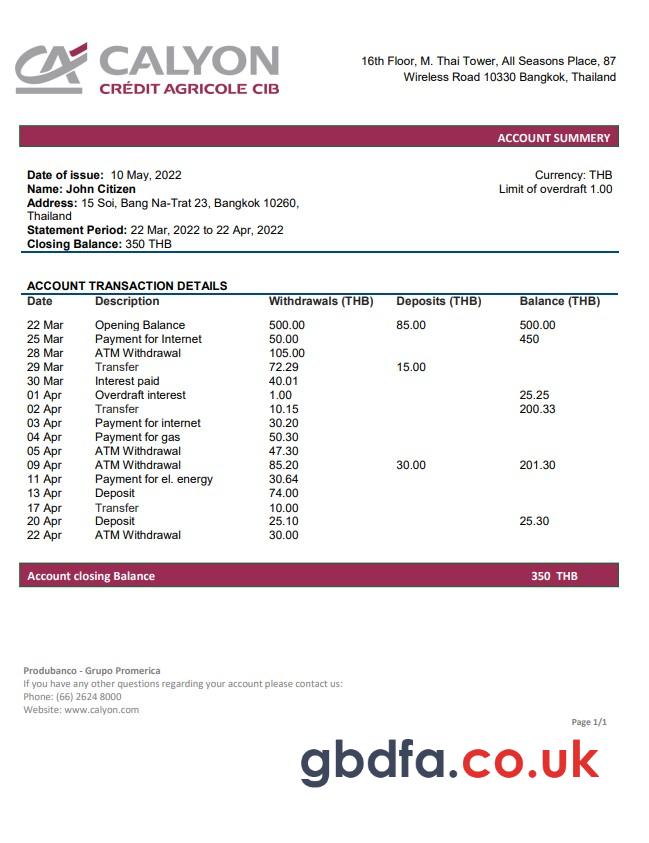 CALYON
CRÉDIT AGRICOLE CIB
16th Floor, M. Thai Tower, All Seasons Place, 87
Wireless Road 10330 Bangkok, Thailand
ACCOUNT SUMMERY
Date of issue: 10 May, 2022
Currency: THB
Name: John Citizen
Limit of overdraft 1.00
Address: 15 Soi, Bang Na-Trat 23, Bangkok 10260,
Thailand
Statement Period: 22 Mar, 2022 to 22 Apr, 2022
Closing Balance: 350 THB
ACCOUNT TRANSACTION DETAILS
Date Description Withdrawals (THB) Deposits (THB) Balance (THB)
22 Mar Opening Balance 500.00 85.00 500.00
25 Mar Payment for Internet 50.00 450
28 Mar ATM Withdrawal 105.00
29 Mar Transfer 72.29 15.00
30 Mar Interest paid 40.01
01 Apr Overdraft interest 1.00 25.25
02 Apr Transfer 10.15 200.33
03 Apr Payment for internet 30.20
04 Apr Payment for gas 50.30
05 Apr ATM Withdrawal 47.30
09 Apr ATM Withdrawal 85.20 30.00 201.30
11 Apr Payment for el. energy 30.64
13 Apr Deposit 74.00
17 Apr Transfer 10.00
20 Apr Deposit 25.10 25.30
22 Apr ATM Withdrawal 30.00
Account closing Balance 350 THB
Produbanco - Grupo Promerica
If you have any other questions regarding your account please contact us:
Phone: (66) 2624 8000
Website: www.calyon.com
Page 1/1
gbdfa.co.uk